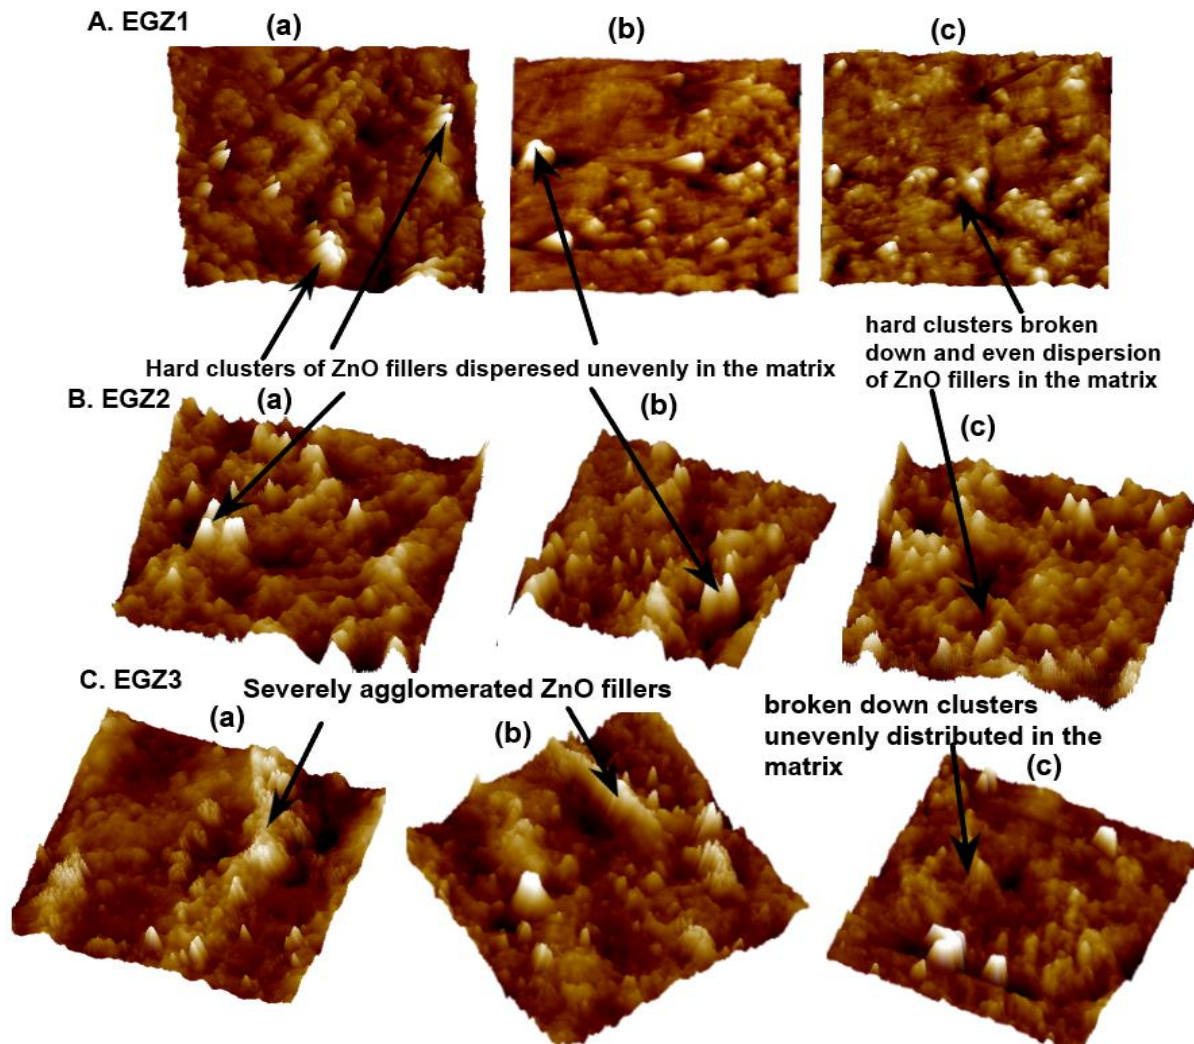 A. EGZ1
(a)
(b)
(c)
Hard clusters of ZnO fillers disperesed unevenly in the matrix
hard clusters broken
down and even dispersion
of ZnO fillers in the matrix
B. EGZ2
(a)
(b)
(c)
C. EGZ3
Severely agglomerated ZnO fillers
broken down clusters
unevenly distributed in the
matrix
(a)
(b)
(c)